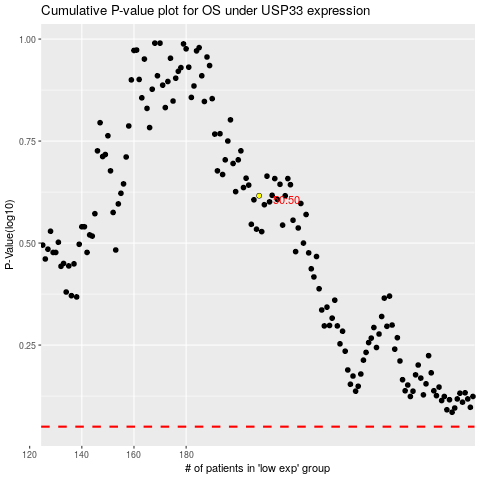 Cumulative P-value plot for OS under USP33 expression
1.00
0.75
0.50
0.25
P-Value(log10)
50:50
120 140 160 180
# of patients in 'low exp' group